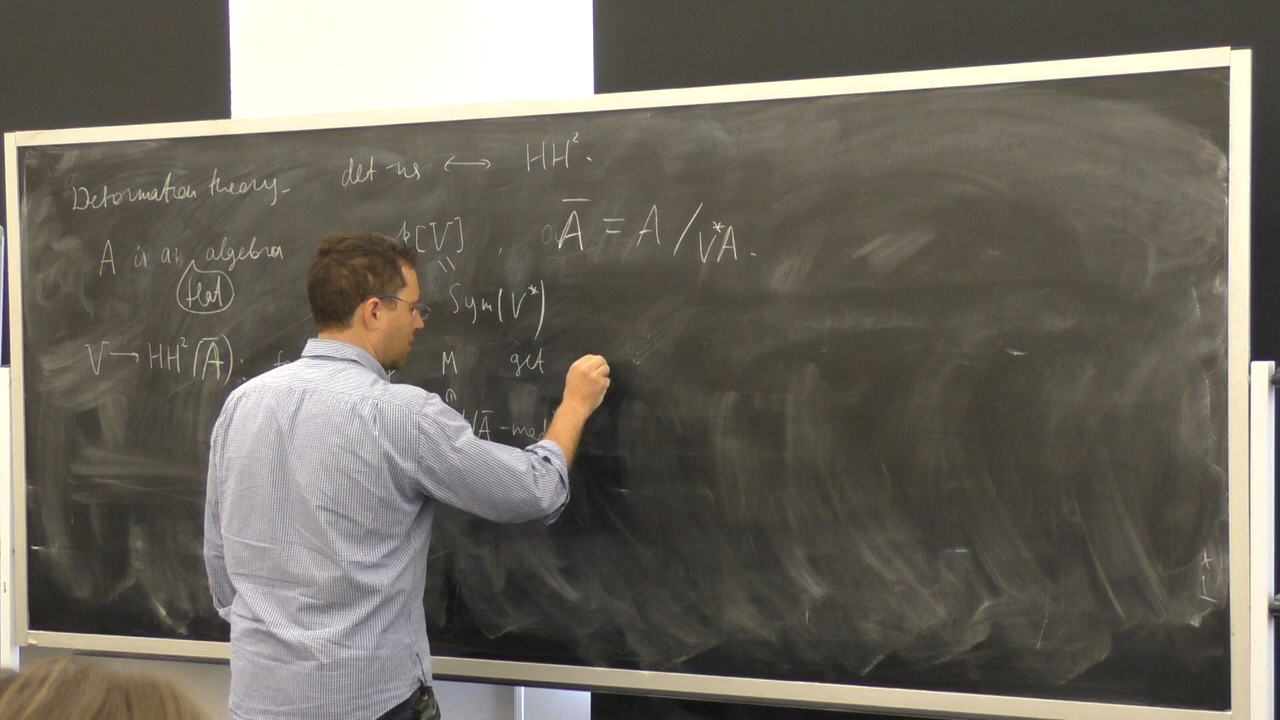 Deformation theory. def-ns ⟷ HH².
A is an algebra k[V], Ā = A/V*A.
flat
"
Sym(V*)
V → HH²(Ā); M get
Ā-mod